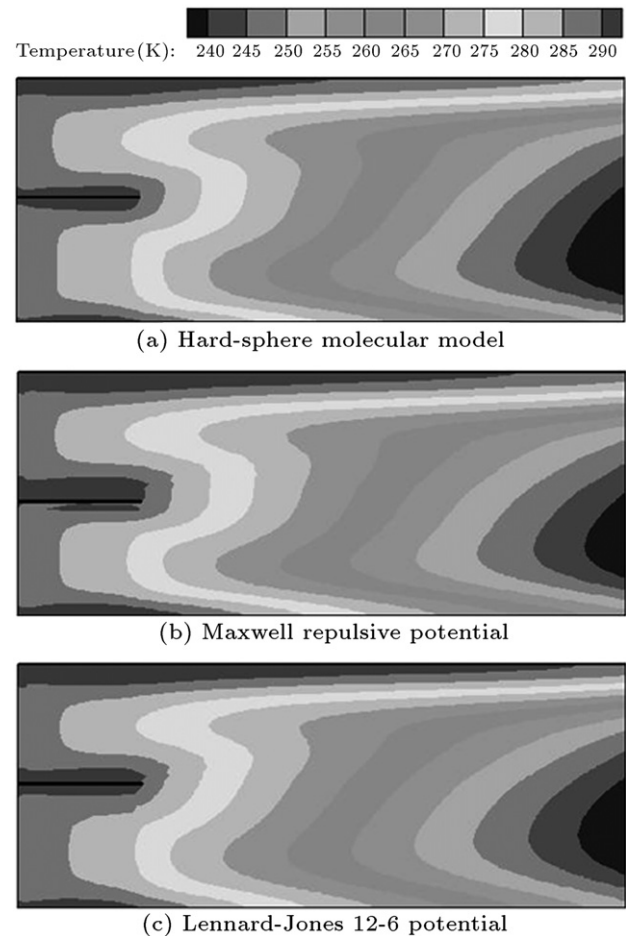 Temperature(K): 240 245 250 255 260 265 270 275 280 285 290
(a) Hard-sphere molecular model
(b) Maxwell repulsive potential
(c) Lennard-Jones 12-6 potential